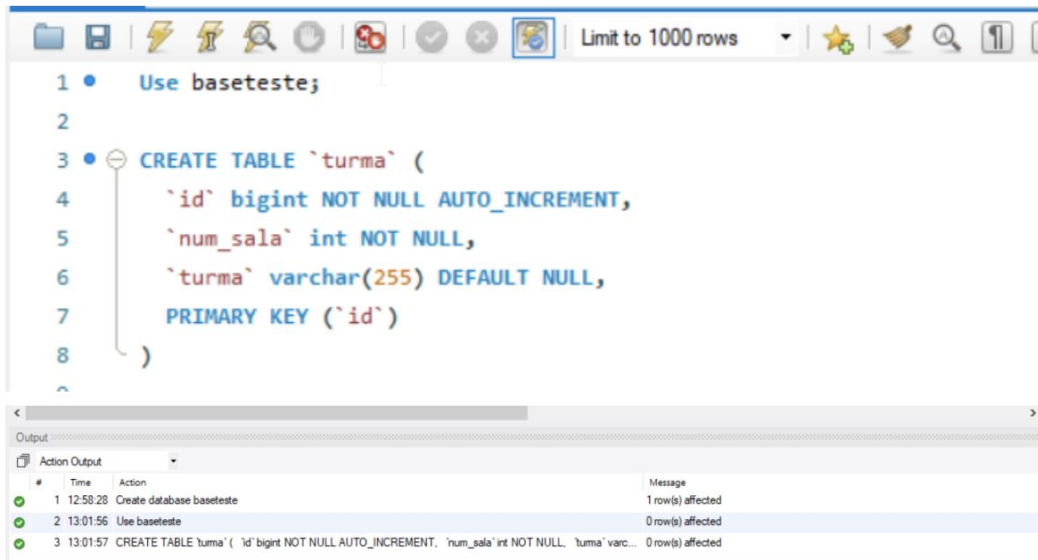 Limit to 1000 rows
1 Use baseteste;
2
3 CREATE TABLE `turma` (
4 `id` bigint NOT NULL AUTO_INCREMENT,
5 `num_sala` int NOT NULL,
6 `turma` varchar(255) DEFAULT NULL,
7 PRIMARY KEY (`id`)
8 )
Output
Action Output
# Time Action Message
1 12:58:28 Create database baseteste 1 row(s) affected
2 13:01:56 Use baseteste 0 row(s) affected
3 13:01:57 CREATE TABLE `turma` ( `id` bigint NOT NULL AUTO_INCREMENT, `num_sala` int NOT NULL, `turma` varc... 0 row(s) affected